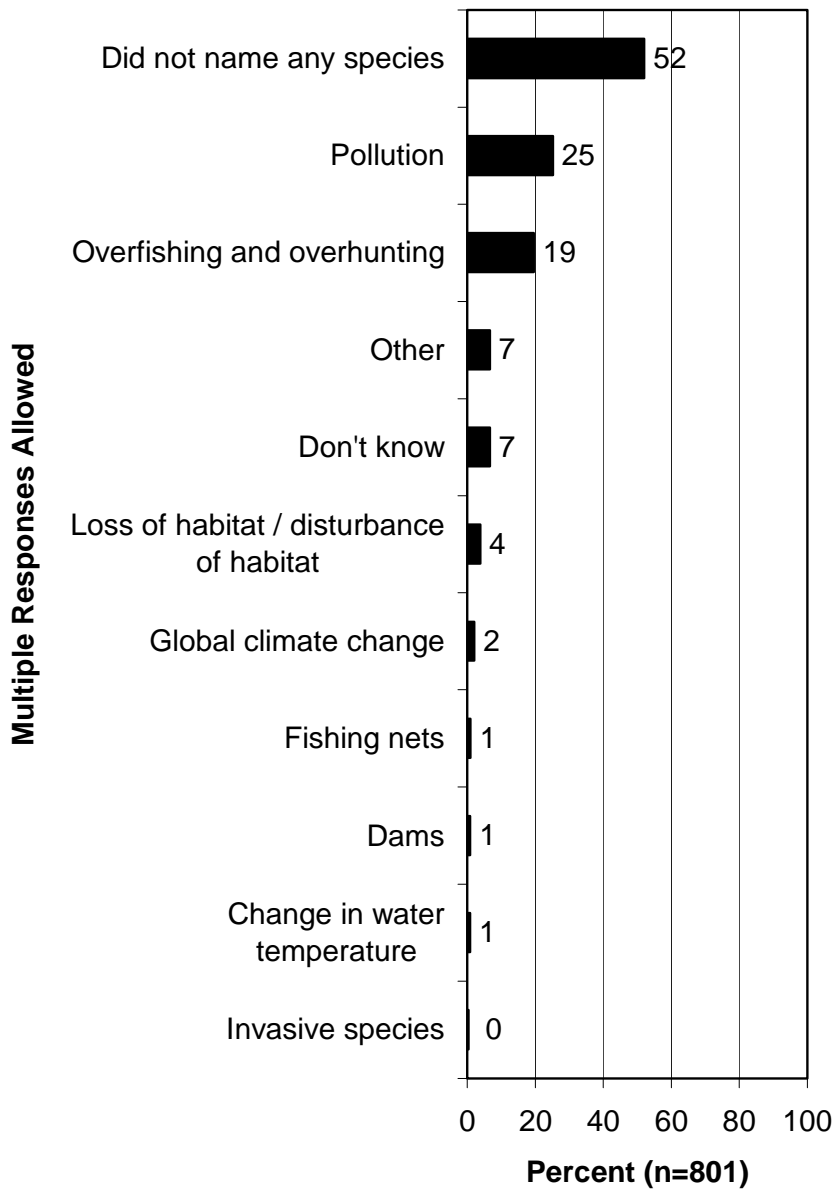 Multiple Responses Allowed
Did not name any species
52
Pollution
25
Overfishing and overhunting
19
Other
7
Don't know
7
Loss of habitat / disturbance
of habitat
4
Global climate change
2
Fishing nets
1
Dams
1
Change in water
temperature
1
Invasive species
0
0 20 40 60 80 100
Percent (n=801)